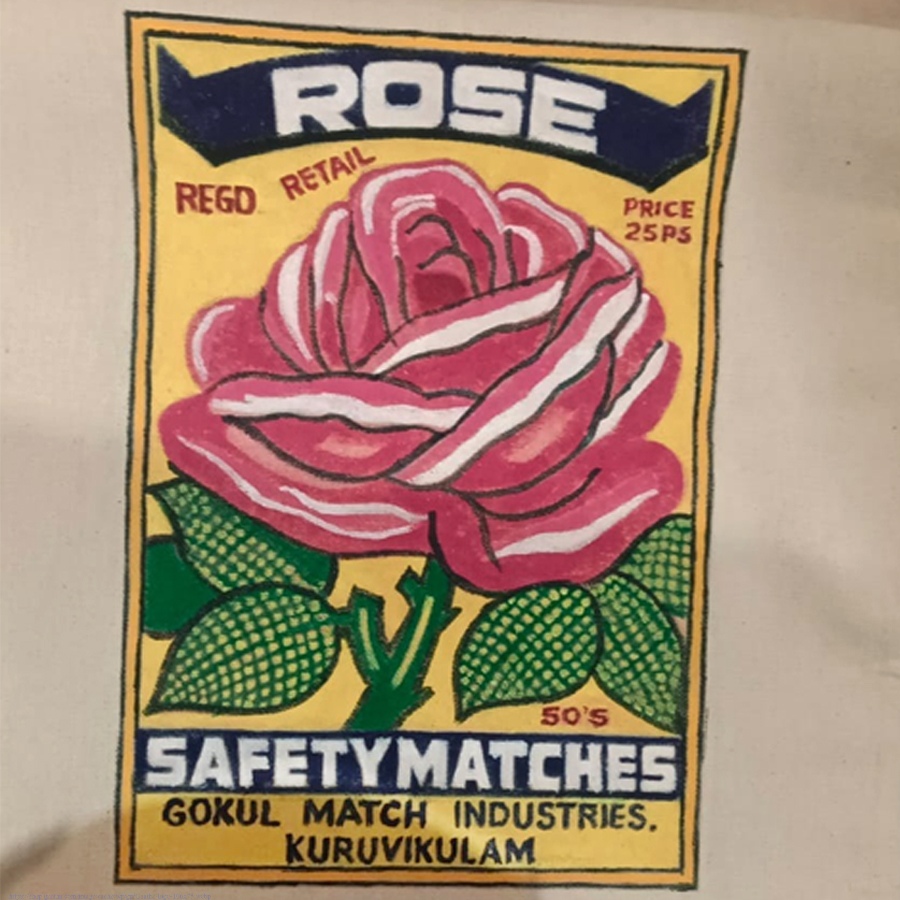 ROSE
REGD RETAIL PRICE
25PS
50'S
SAFETYMATCHES
GOKUL MATCH INDUSTRIES.
KURUVIKULAM